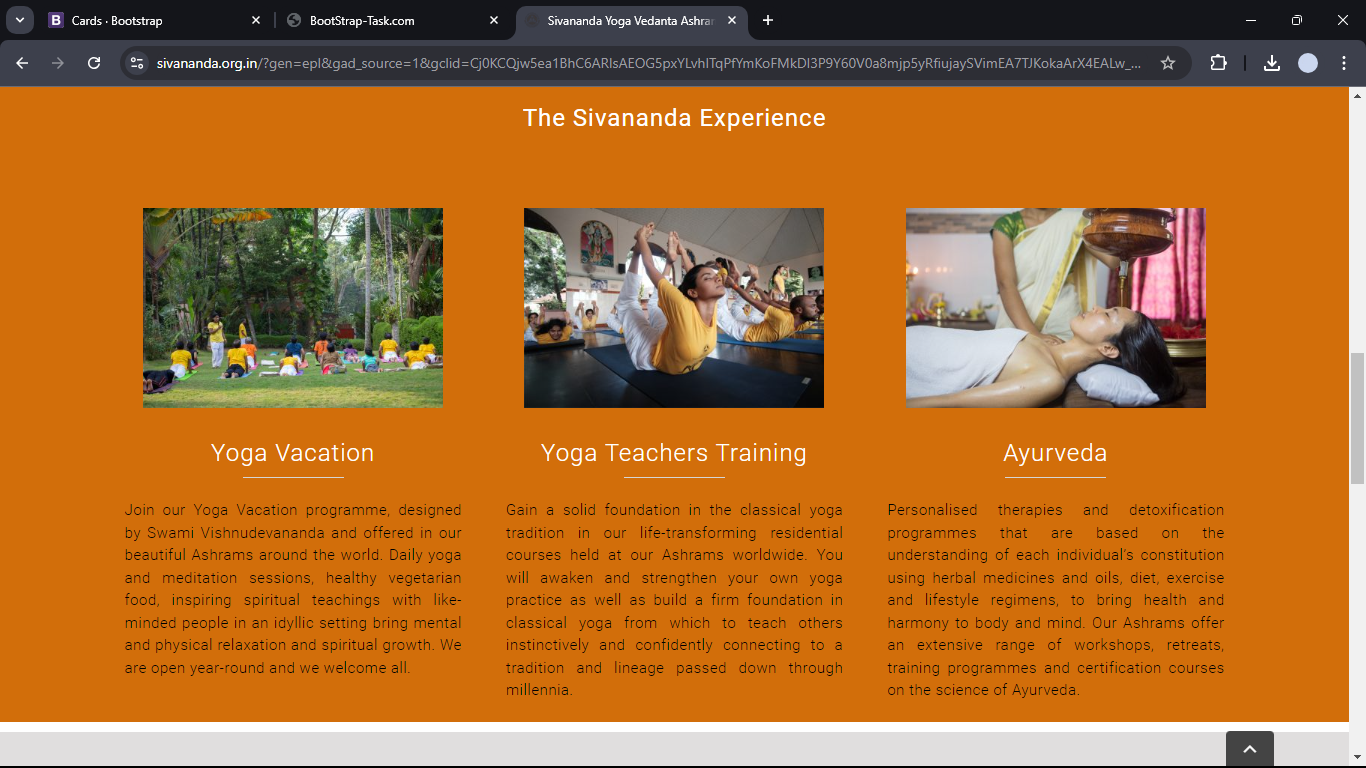 Cards · Bootstrap
BootStrap-Task.com
Sivananda Yoga Vedanta Ashra
sivananda.org.in/?gen=epl&gad_source=1&gclid=Cj0KCQjw5ea1BhC6ARIsAEOG5pxYLvhITqPfYmKoFMkDI3P9Y60V0a8mjp5yRfiujaySVimEA7TJKokaArX4EALw_...
The Sivananda Experience
Yoga Vacation
Join our Yoga Vacation programme, designed
by Swami Vishnudevananda and offered in our
beautiful Ashrams around the world. Daily yoga
and meditation sessions, healthy vegetarian
food, inspiring spiritual teachings with like-
minded people in an idyllic setting bring mental
and physical relaxation and spiritual growth. We
are open year-round and we welcome all.
Yoga Teachers Training
Gain a solid foundation in the classical yoga
tradition in our life-transforming residential
courses held at our Ashrams worldwide. You
will awaken and strengthen your own yoga
practice as well as build a firm foundation in
classical yoga from which to teach others
instinctively and confidently connecting to a
tradition and lineage passed down through
millennia.
Ayurveda
Personalised therapies and detoxification
programmes that are based on the
understanding of each individual's constitution
using herbal medicines and oils, diet, exercise
and lifestyle regimens, to bring health and
harmony to body and mind. Our Ashrams offer
an extensive range of workshops, retreats,
training programmes and certification courses
on the science of Ayurveda.